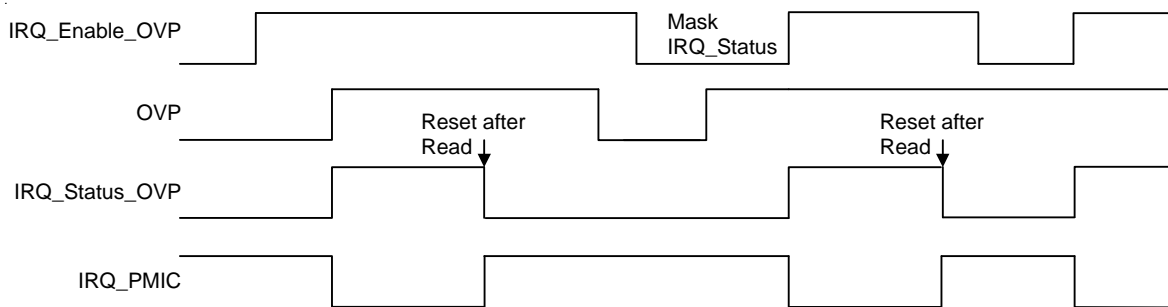 IRQ_Enable_OVP
Mask
IRQ_Status
OVP
Reset after
Read
Reset after
Read
IRQ_Status_OVP
IRQ_PMIC